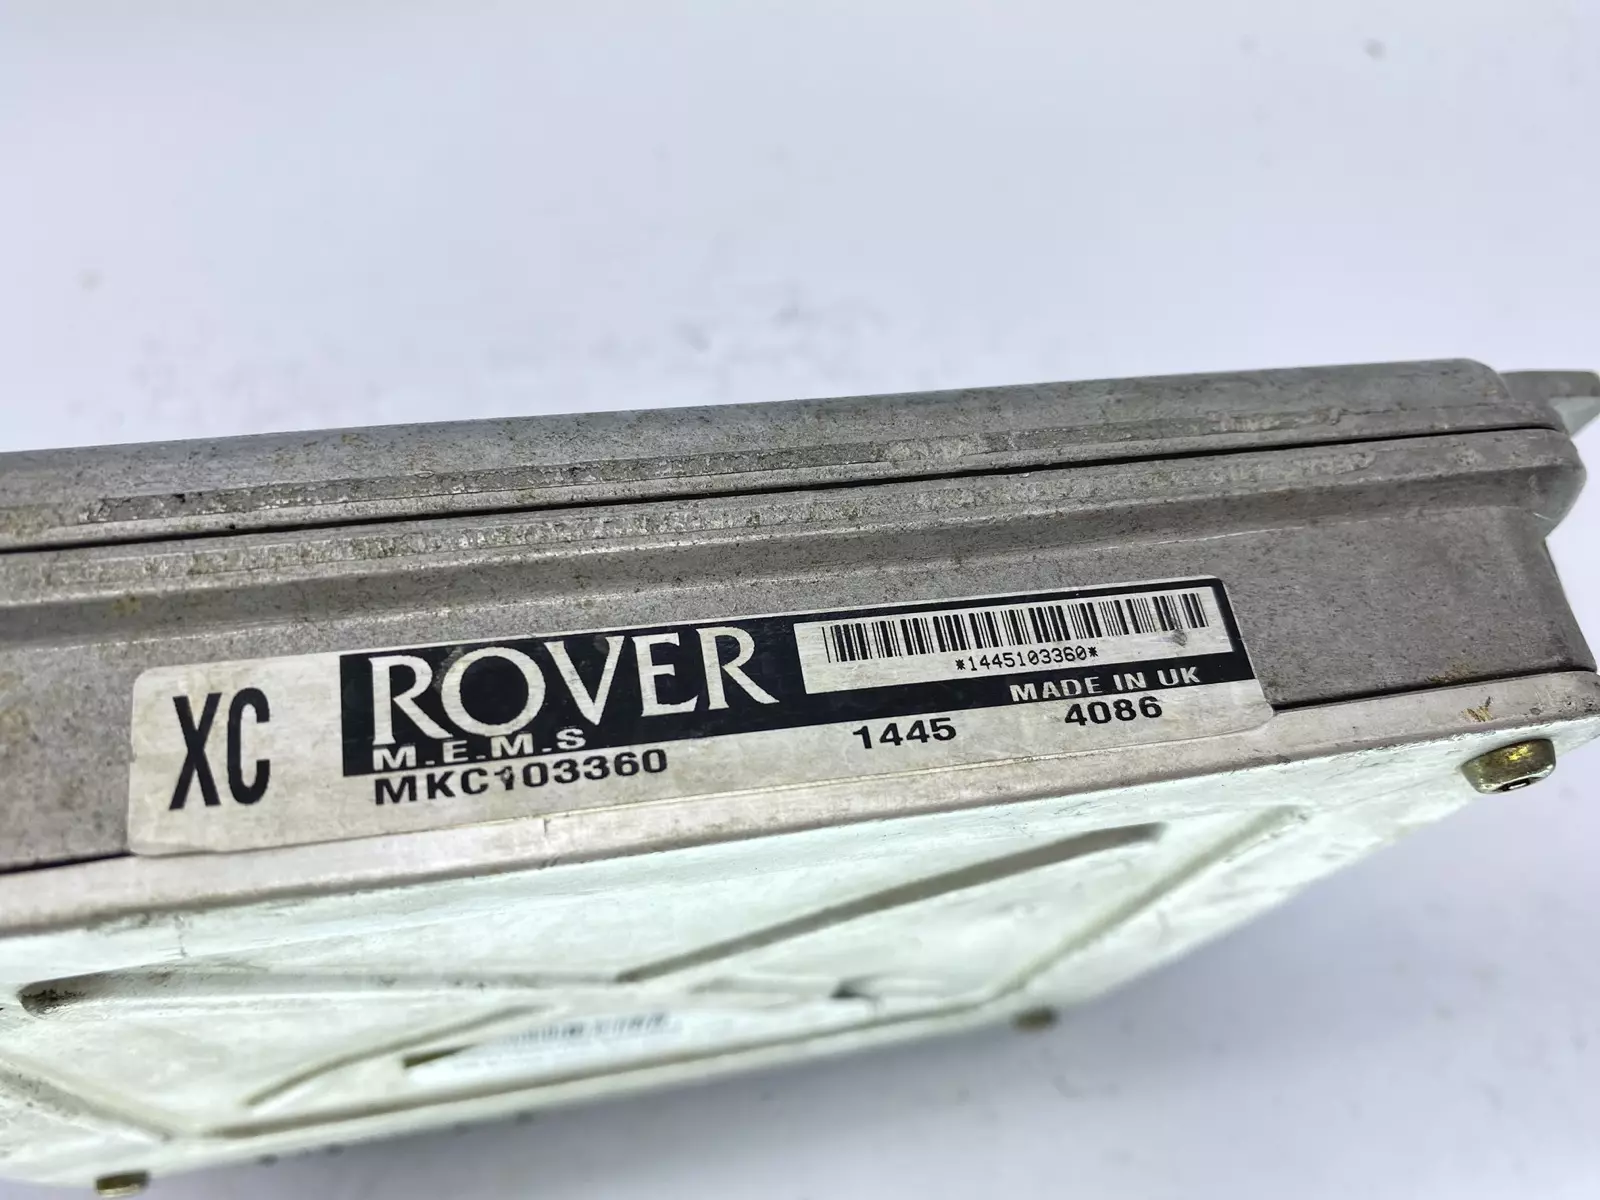 XC
ROVER
M.E.M.S
*1445103360*
MADE IN UK
MKC103360 1445 4086